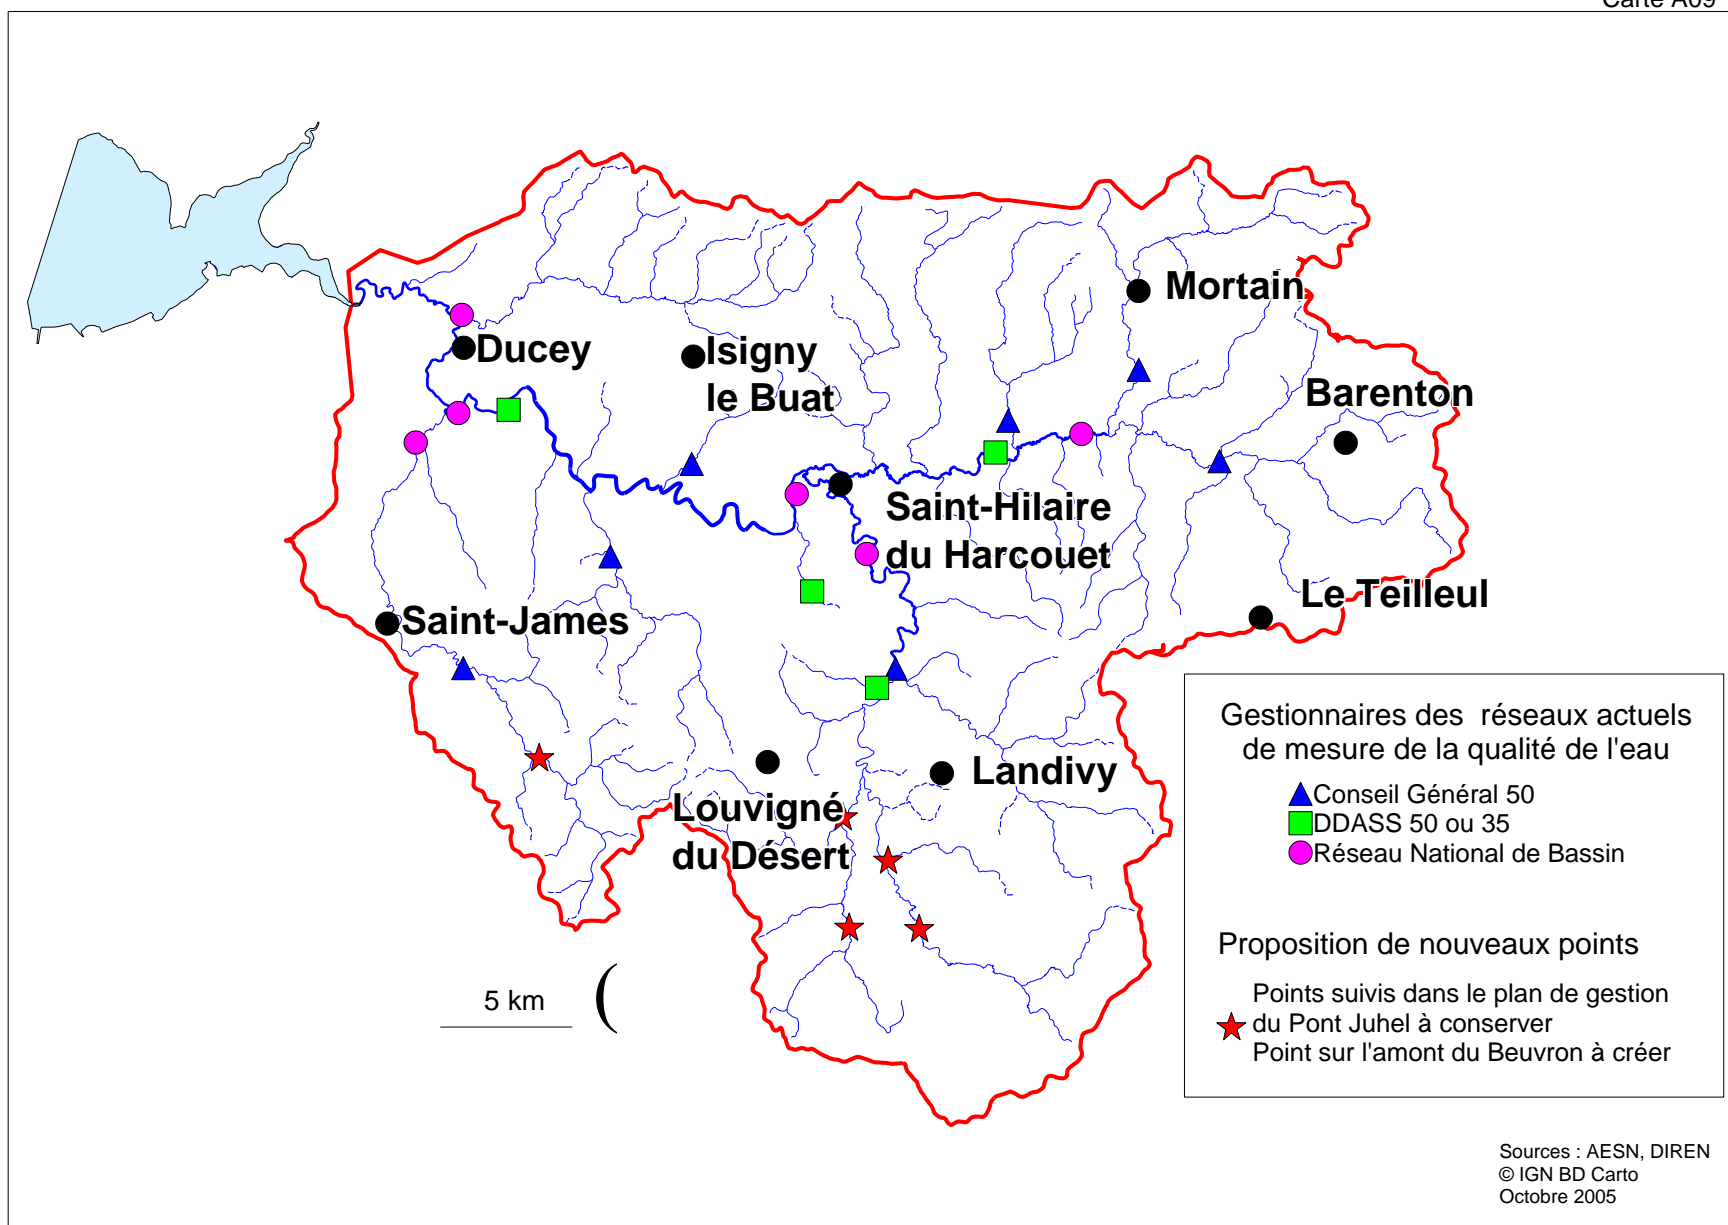 Carte A09
Mortain
Ducey
Isigny
le Buat
Barenton
Saint-Hilaire
du Harcouet
Le Teilleul
Saint-James
Landivy
Louvigné
du Désert
5 km
Gestionnaires des réseaux actuels
de mesure de la qualité de l'eau
Conseil Général 50
DDASS 50 ou 35
Réseau National de Bassin
Proposition de nouveaux points
Points suivis dans le plan de gestion
du Pont Juhel à conserver
Point sur l'amont du Beuvron à créer
Sources : AESN, DIREN
© IGN BD Carto
Octobre 2005